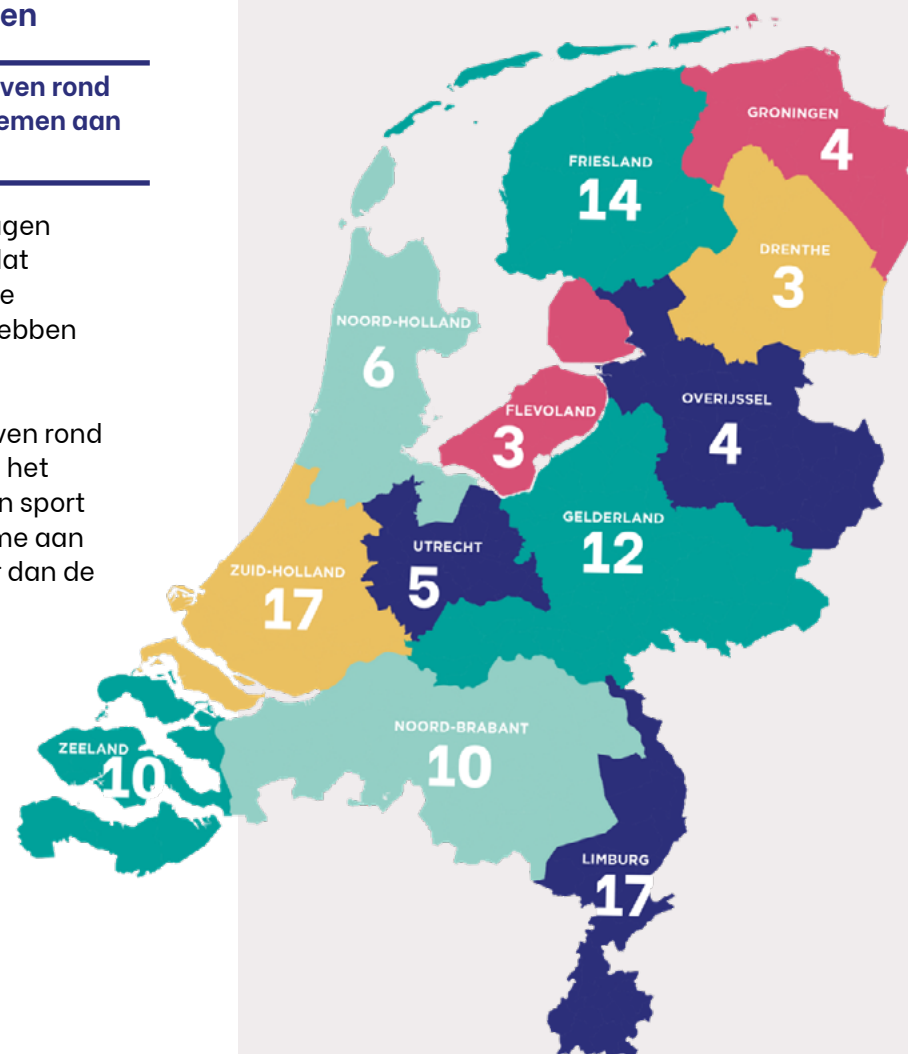 en
ven rond
emen aan
gen
lat
e
ebben
ven rond
het
n sport
me aan
dan de
GRONINGEN
4
FRIESLAND
14
DRENTHE
3
NOORD-HOLLAND
6
OVERIJSSEL
4
FLEVOLAND
3
GELDERLAND
12
UTRECHT
5
ZUID-HOLLAND
17
NOORD-BRABANT
10
ZEELAND
10
LIMBURG
17